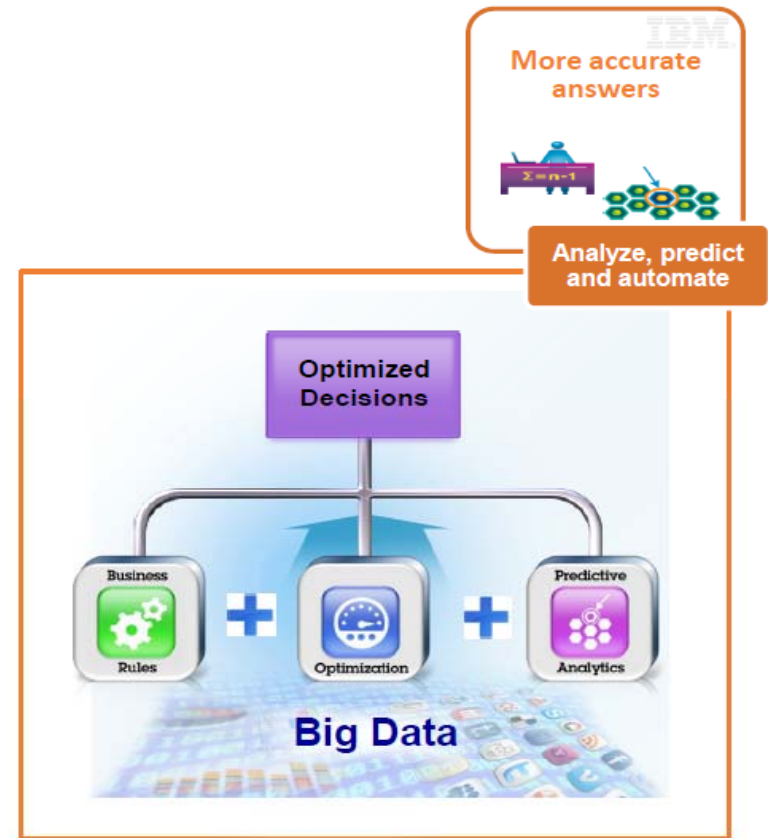 IBM
More accurate
answers
Σ=n-1
Analyze, predict
and automate
Optimized
Decisions
Business
Rules
Optimization
Predictive
Analytics
Big Data